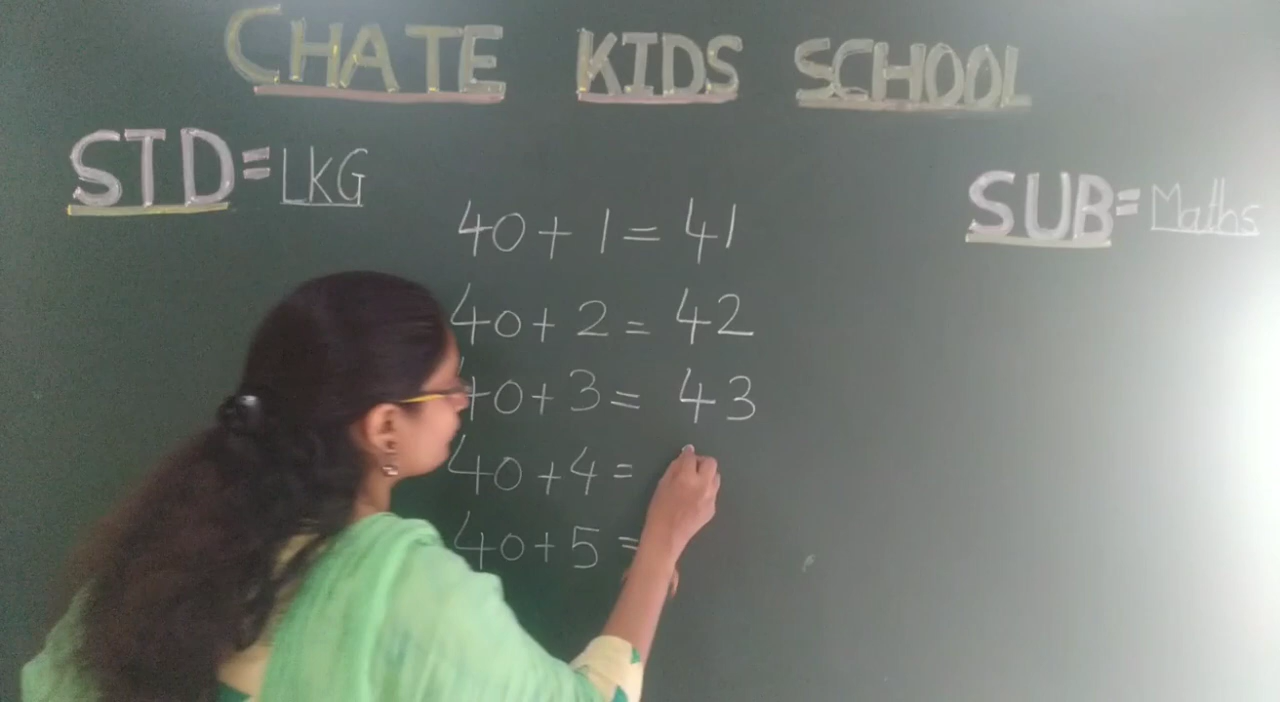 CHATE KIDS SCHOOL
STD = LKG
SUB = Maths
40 + 1 = 41
40 + 2 = 42
40 + 3 = 43
40 + 4 =
40 + 5 =